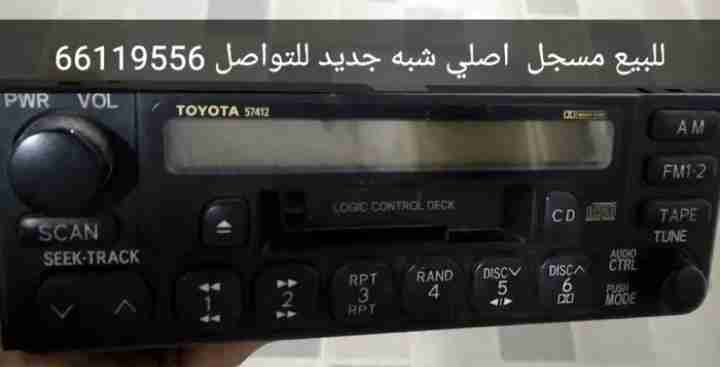 للبيع مسجل اصلي شبه جديد للتواصل 66119556
PWR VOL
TOYOTA 57412
AM
FM1·2
LOGIC CONTROL DECK
CD
TAPE
SCAN
TUNE
SEEK·TRACK
AUDIO CTRL
RPT
RAND
DISC
DISC
1
2
3
4
5
6
RPT
PUSH MODE